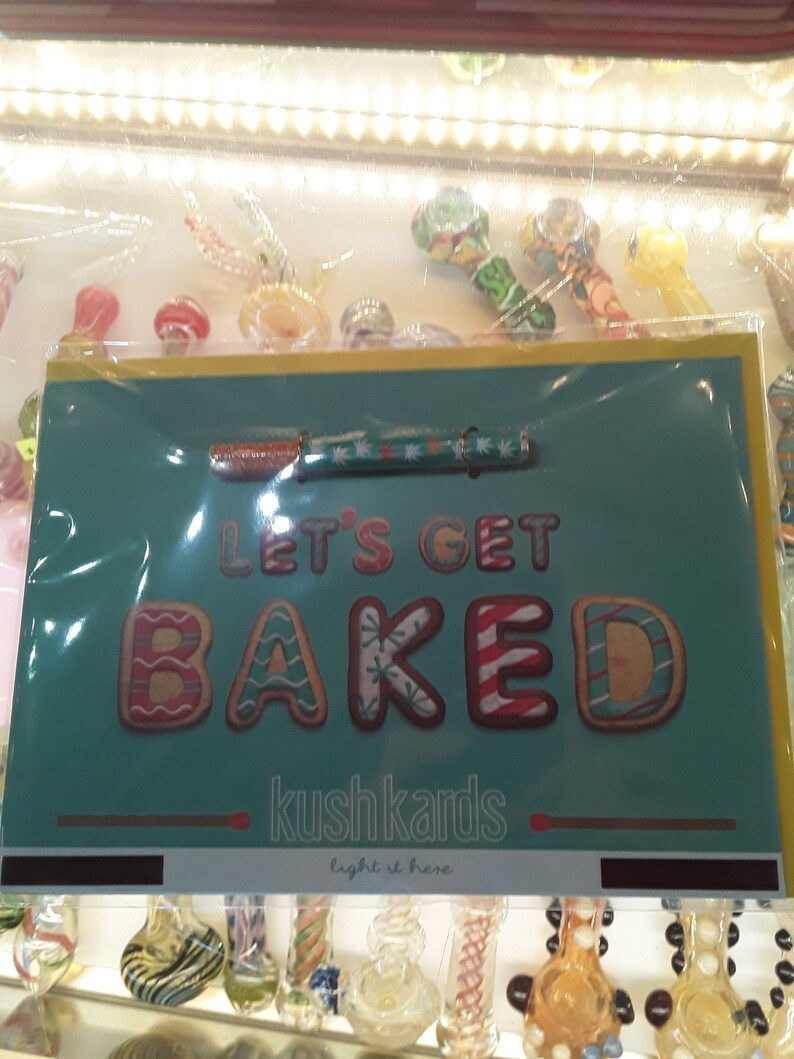 LET'S GET
BAKED
kushkards
light it here